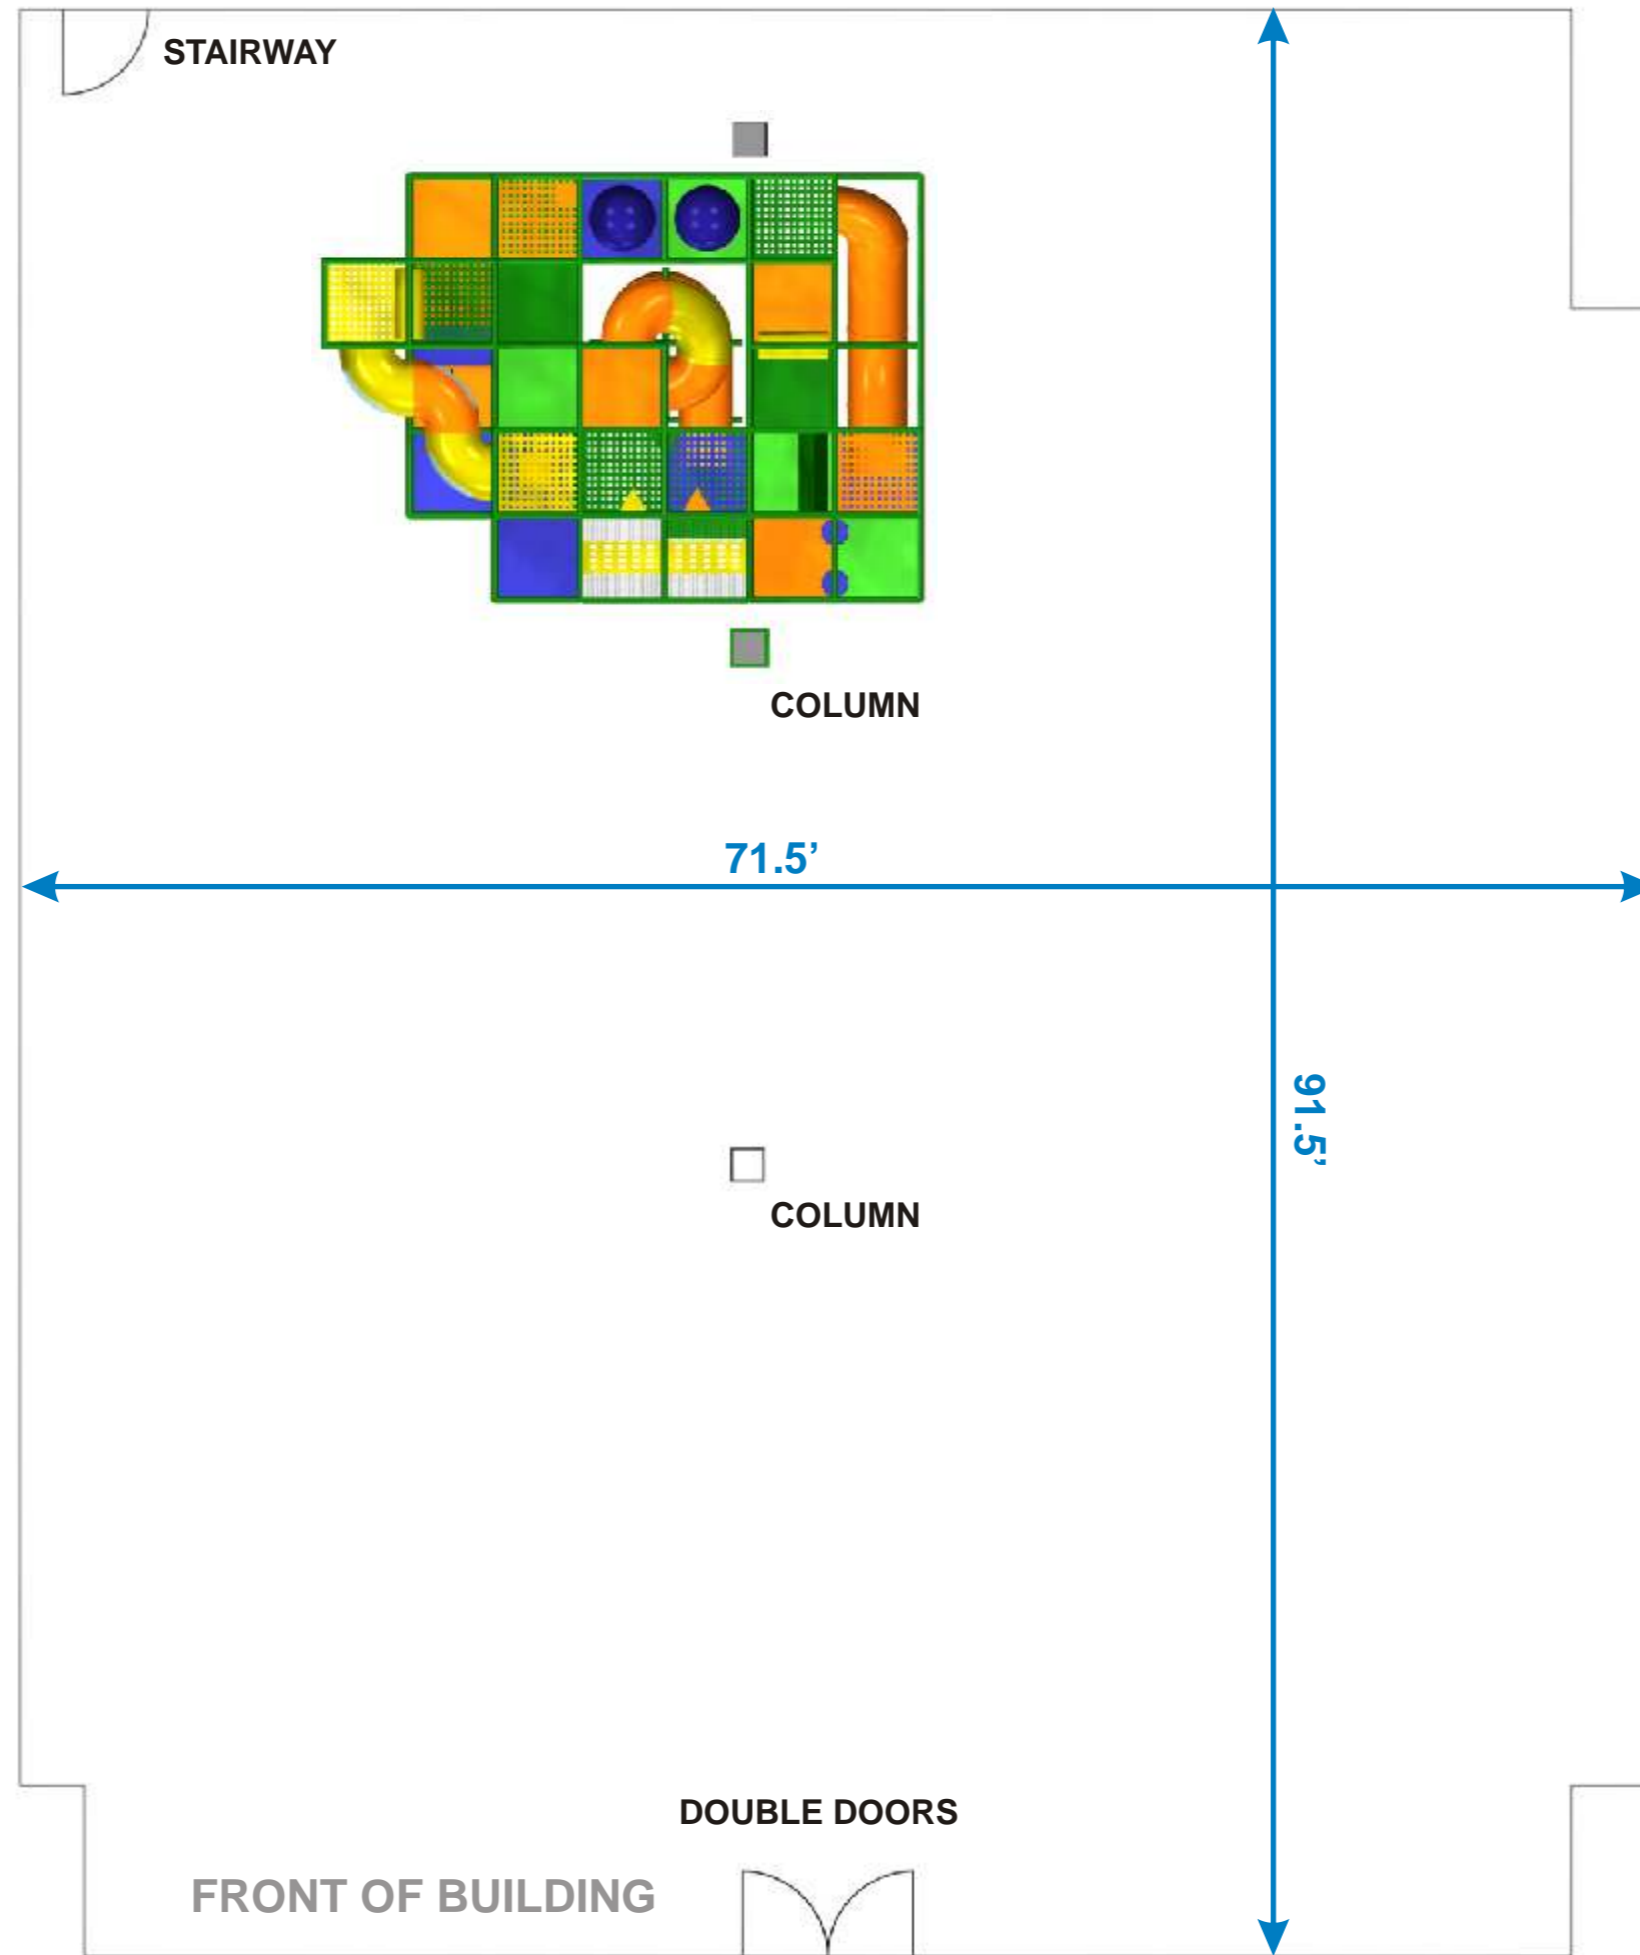 STAIRWAY
COLUMN
71.5’
91.5’
COLUMN
DOUBLE DOORS
FRONT OF BUILDING